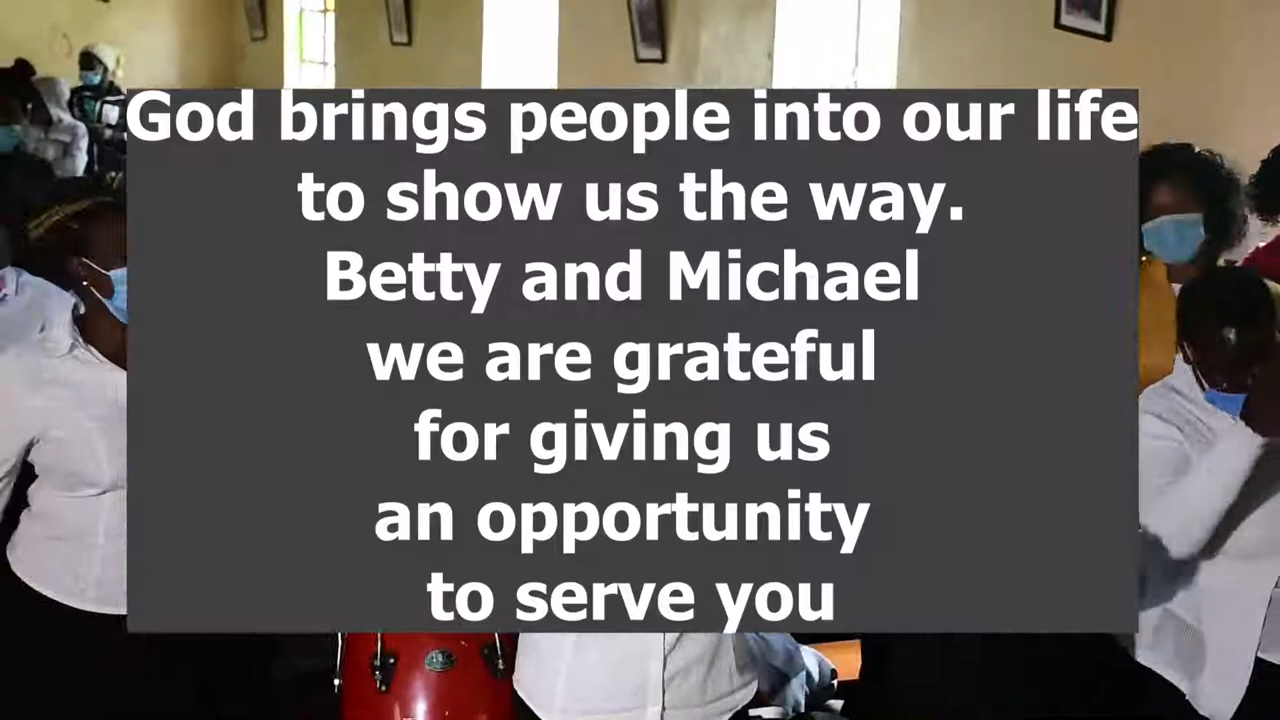 God brings people into our life
to show us the way.
Betty and Michael
we are grateful
for giving us
an opportunity
to serve you